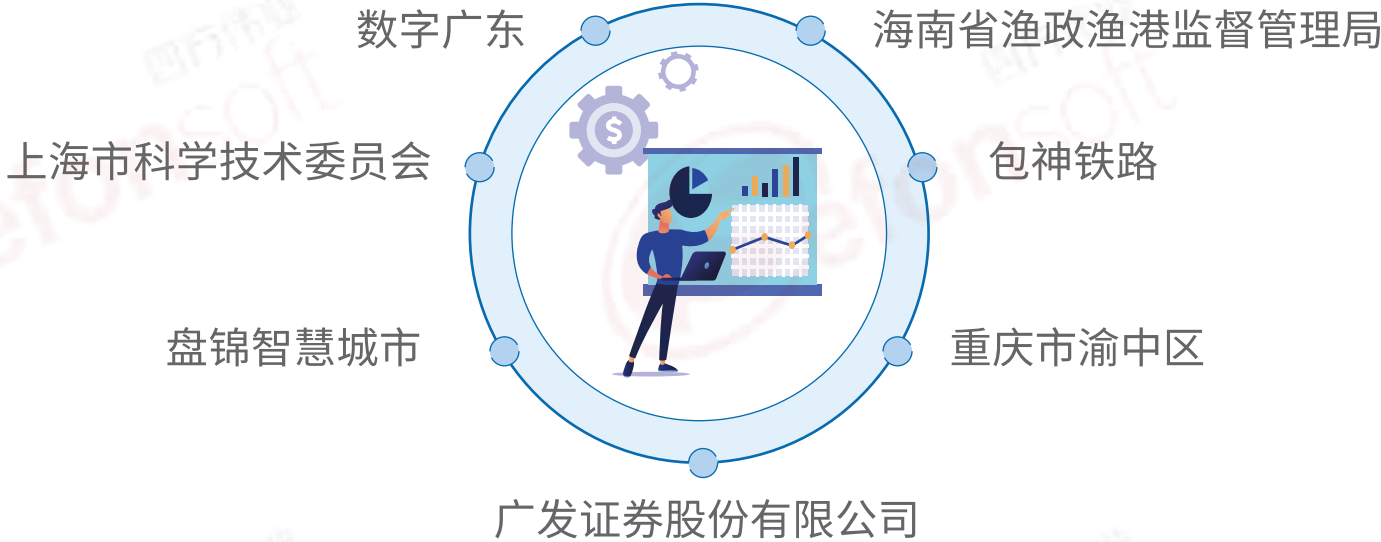 数字广东
海南省渔政渔港监督管理局
上海市科学技术委员会
包神铁路
盘锦智慧城市
重庆市渝中区
广发证券股份有限公司